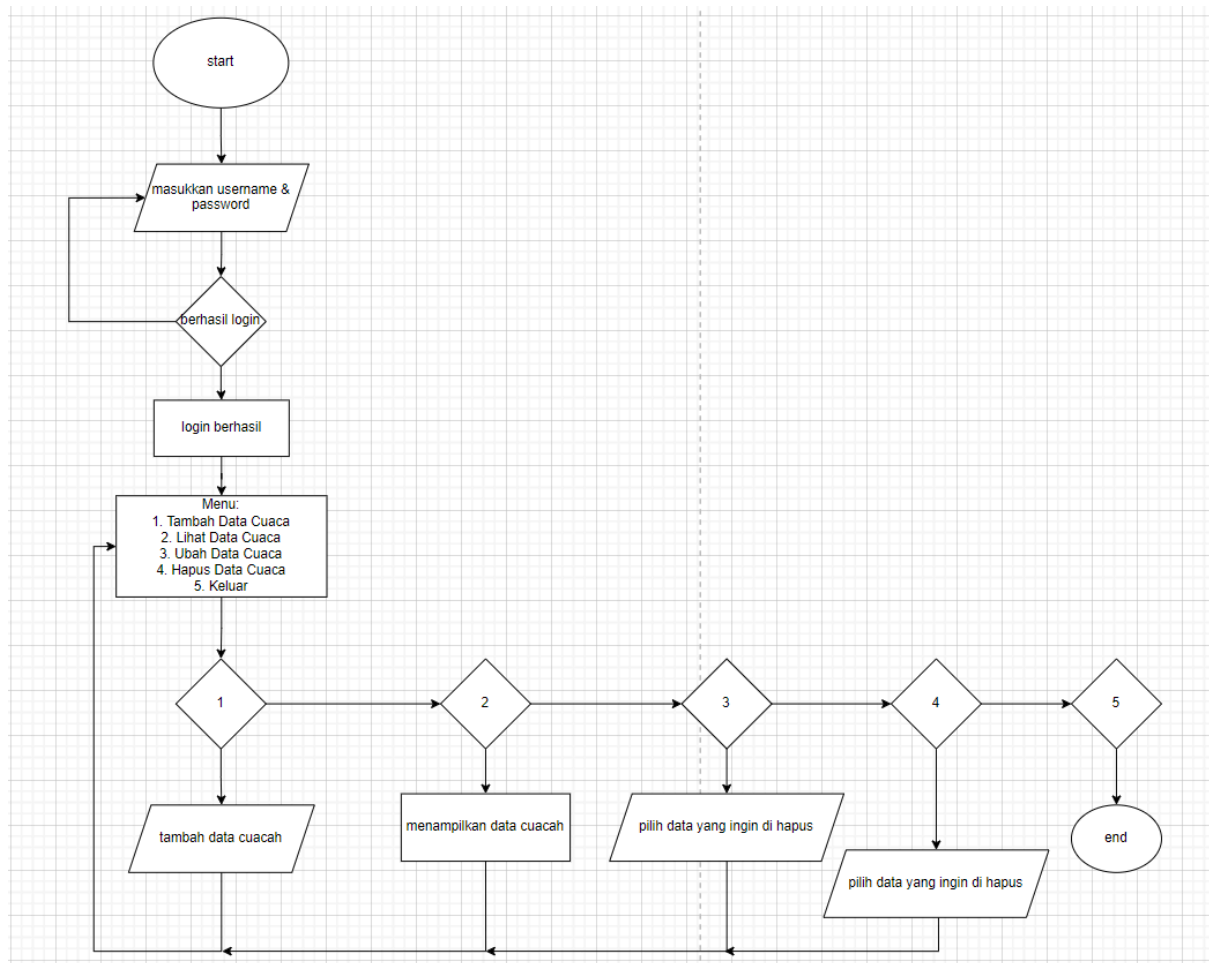 start
masukkan username &
password
berhasil login
login berhasil
Menu:
1. Tambah Data Cuaca
2. Lihat Data Cuaca
3. Ubah Data Cuaca
4. Hapus Data Cuaca
5. Keluar
1
2
3
4
5
tambah data cuacah
menampilkan data cuacah
pilih data yang ingin di hapus
end
pilih data yang ingin di hapus